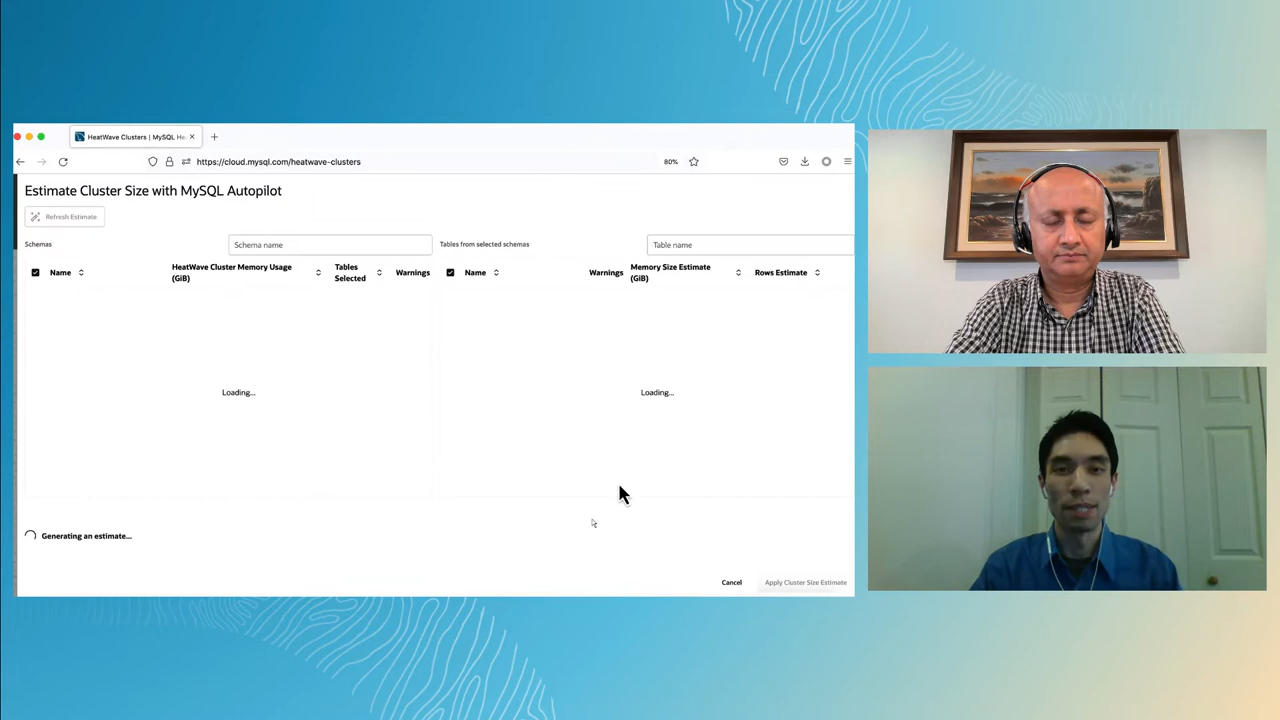 HeatWave Clusters | MySQL He
https://cloud.mysql.com/heatwave-clusters
80%
Estimate Cluster Size with MySQL Autopilot
Refresh Estimate
Schemas
Schema name
Tables from selected schemas
Table name
Name
HeatWave Cluster Memory Usage
(GiB)
Tables
Selected
Warnings
Name
Warnings
Memory Size Estimate
(GiB)
Rows Estimate
Loading...
Loading...
Generating an estimate...
Cancel
Apply Cluster Size Estimate